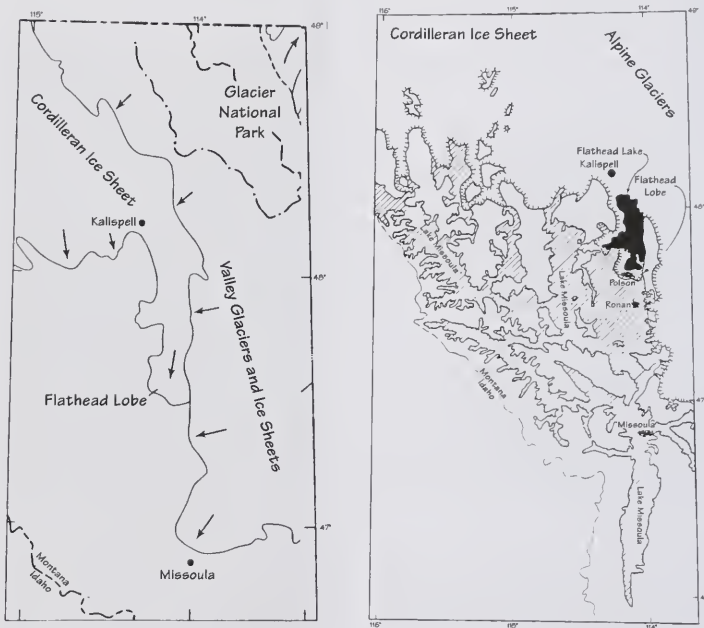 115°
114°
49°
Cordilleran Ice Sheet
Glacier
National
Park
Kalispell
48°
Valley Glaciers and Ice Sheets
Flathead Lobe
47°
Montana
Idaho
Missoula
116°
115°
114°
49°
Cordilleran Ice Sheet
Alpine Glaciers
Flathead Lake
Kalispell
Flathead
Lobe
48°
Lake Missoula
Lake Missoula
Polson
Ronan
Montana
Idaho
47°
Missoula
Lake Missoula
116°
115°
114°